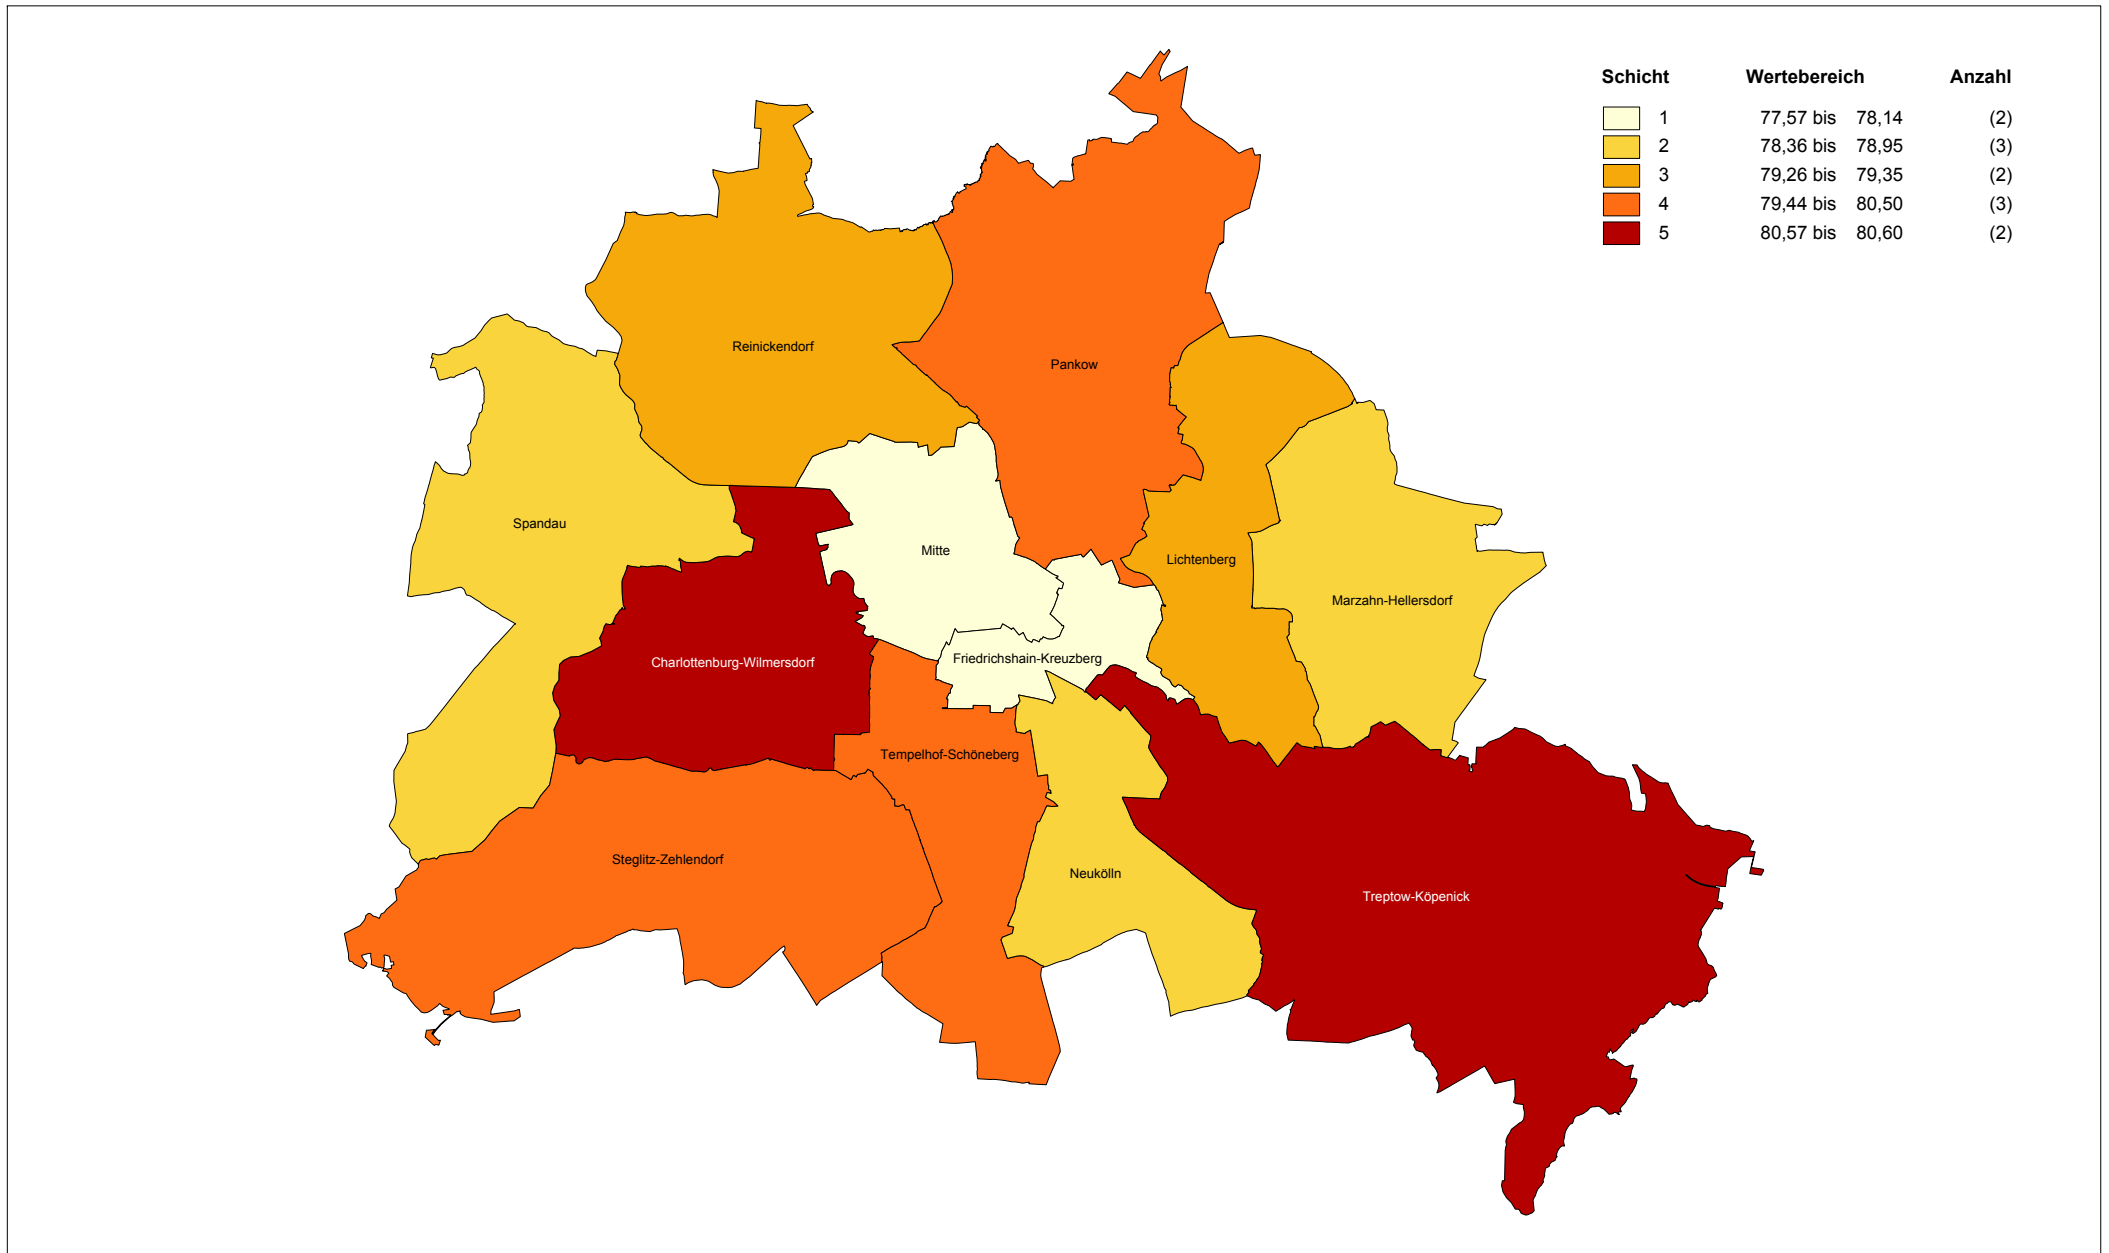 Schicht Wertebereich Anzahl
1 77,57 bis 78,14 (2)
2 78,36 bis 78,95 (3)
3 79,26 bis 79,35 (2)
4 79,44 bis 80,50 (3)
5 80,57 bis 80,60 (2)
Reinickendorf
Pankow
Spandau
Mitte
Lichtenberg
Marzahn-Hellersdorf
Charlottenburg-Wilmersdorf
Friedrichshain-Kreuzberg
Tempelhof-Schöneberg
Steglitz-Zehlendorf
Neukölln
Treptow-Köpenick